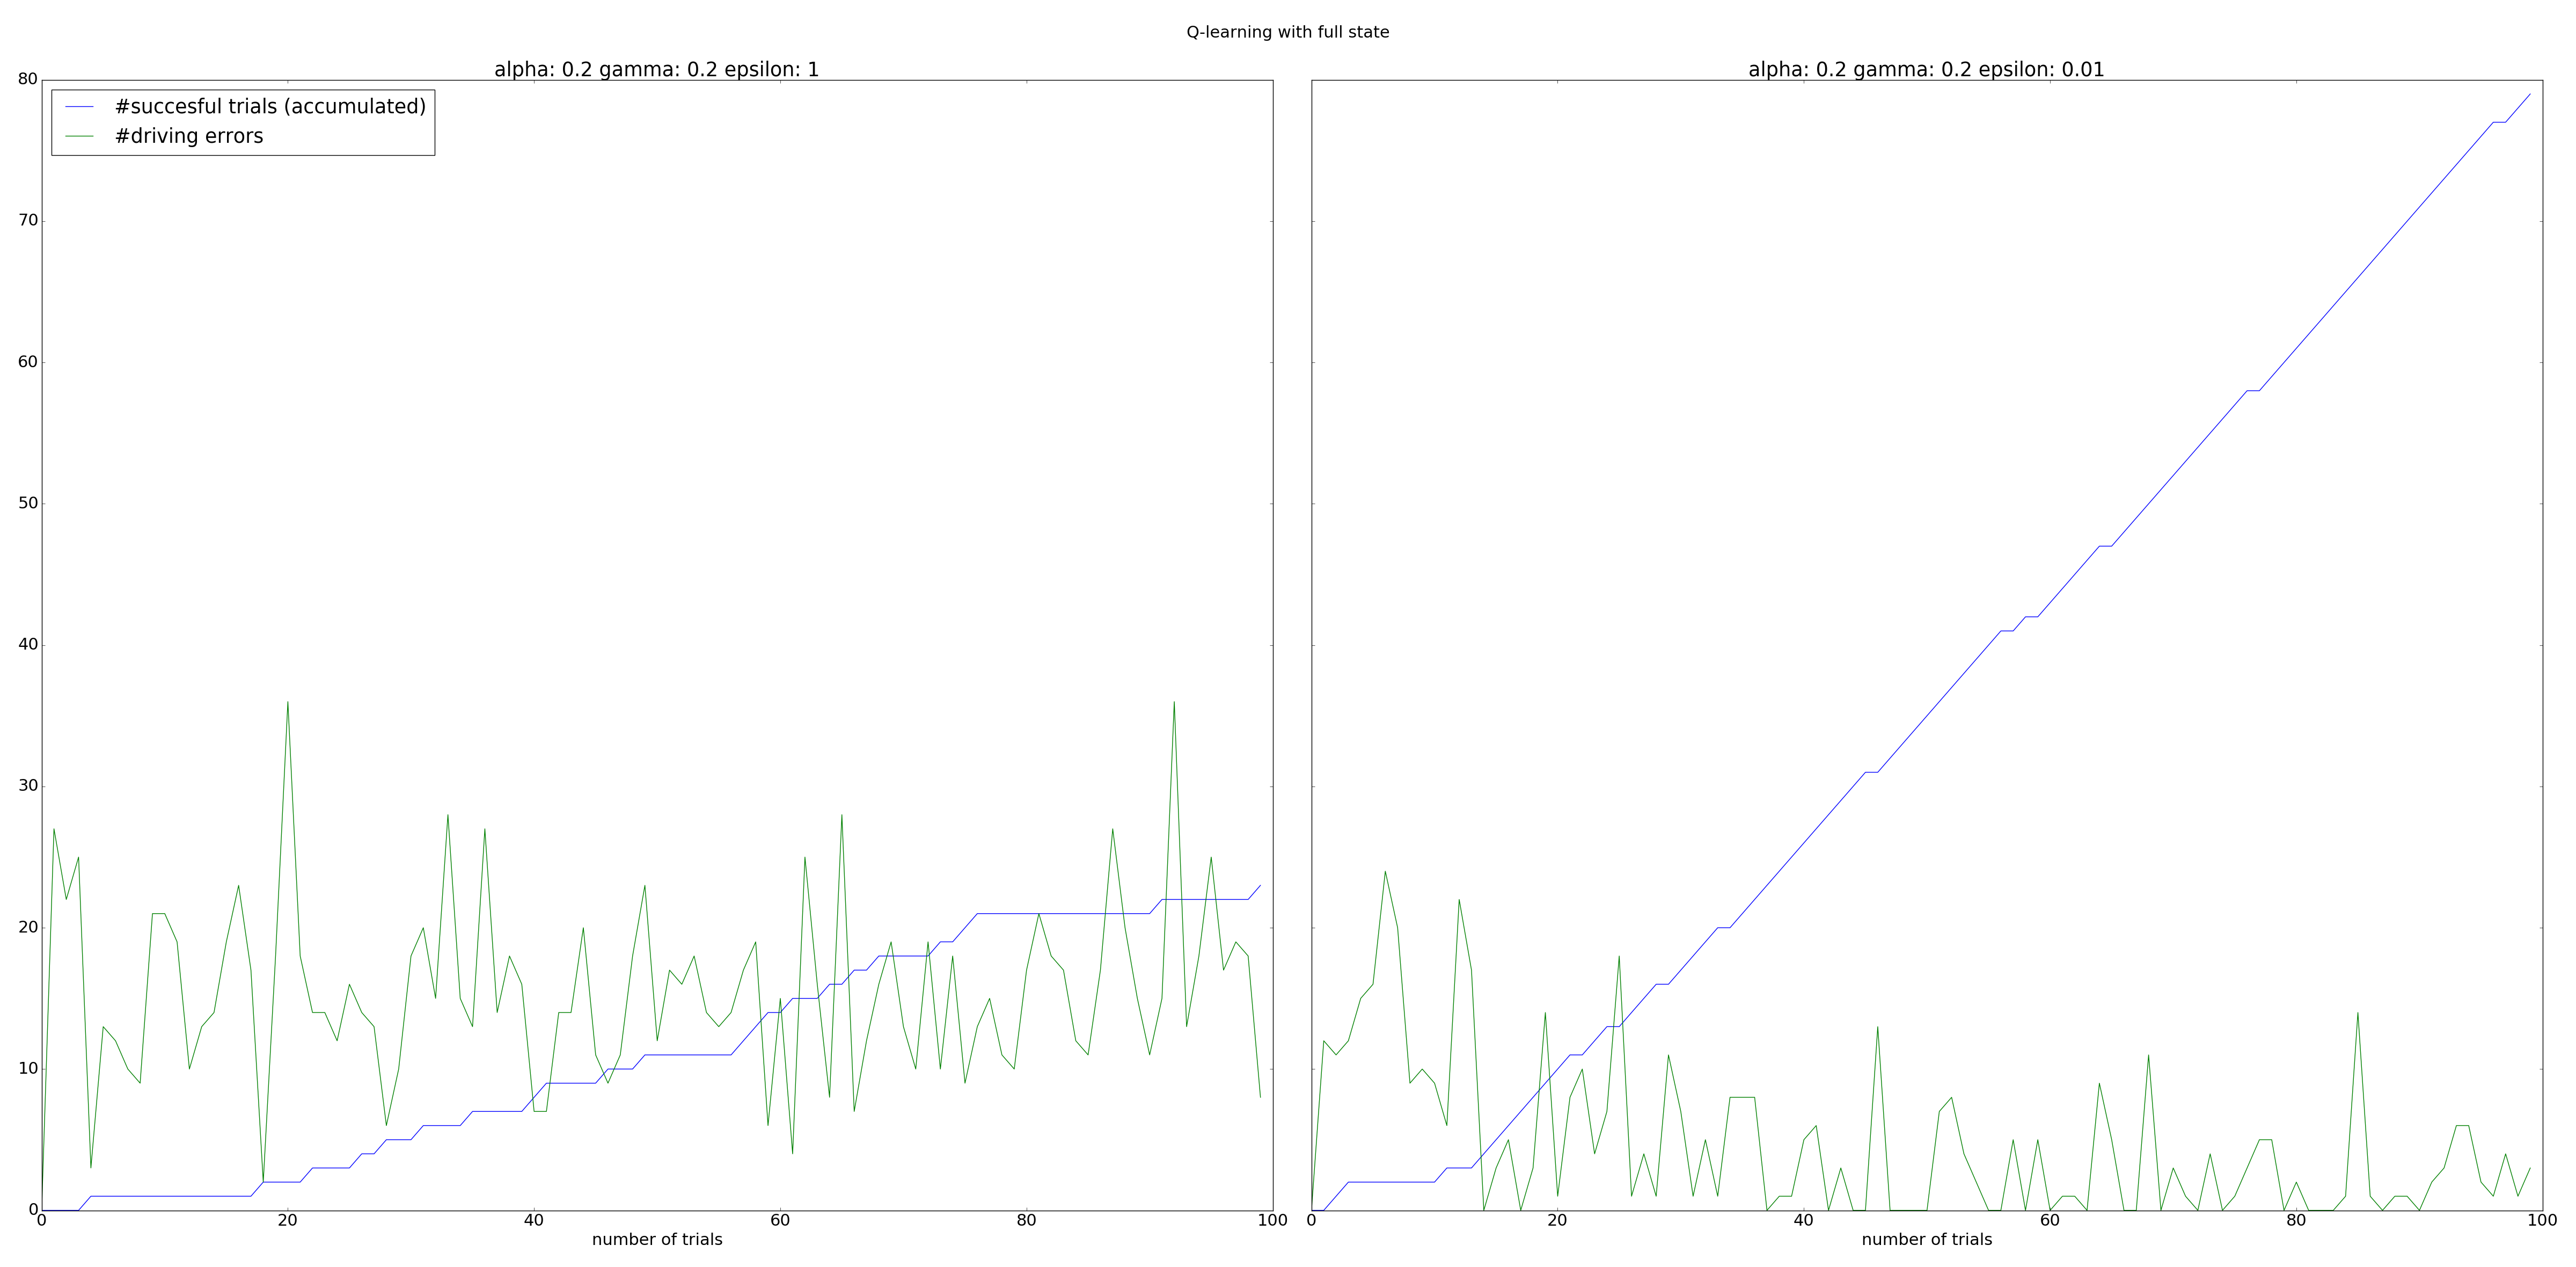 Q-learning with full state
alpha: 0.2 gamma: 0.2 epsilon: 1
#succesful trials (accumulated)
#driving errors
80
70
60
50
40
30
20
10
0
0 20 40 60 80 100
number of trials
alpha: 0.2 gamma: 0.2 epsilon: 0.01
0 20 40 60 80 100
number of trials